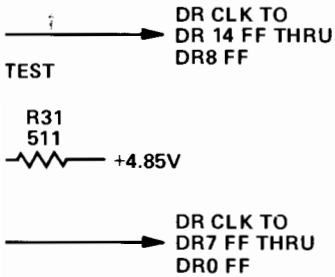 DR CLK TO
DR 14 FF THRU
DR8 FF
TEST
R31
511
+4.85V
DR CLK TO
DR7 FF THRU
DR0 FF